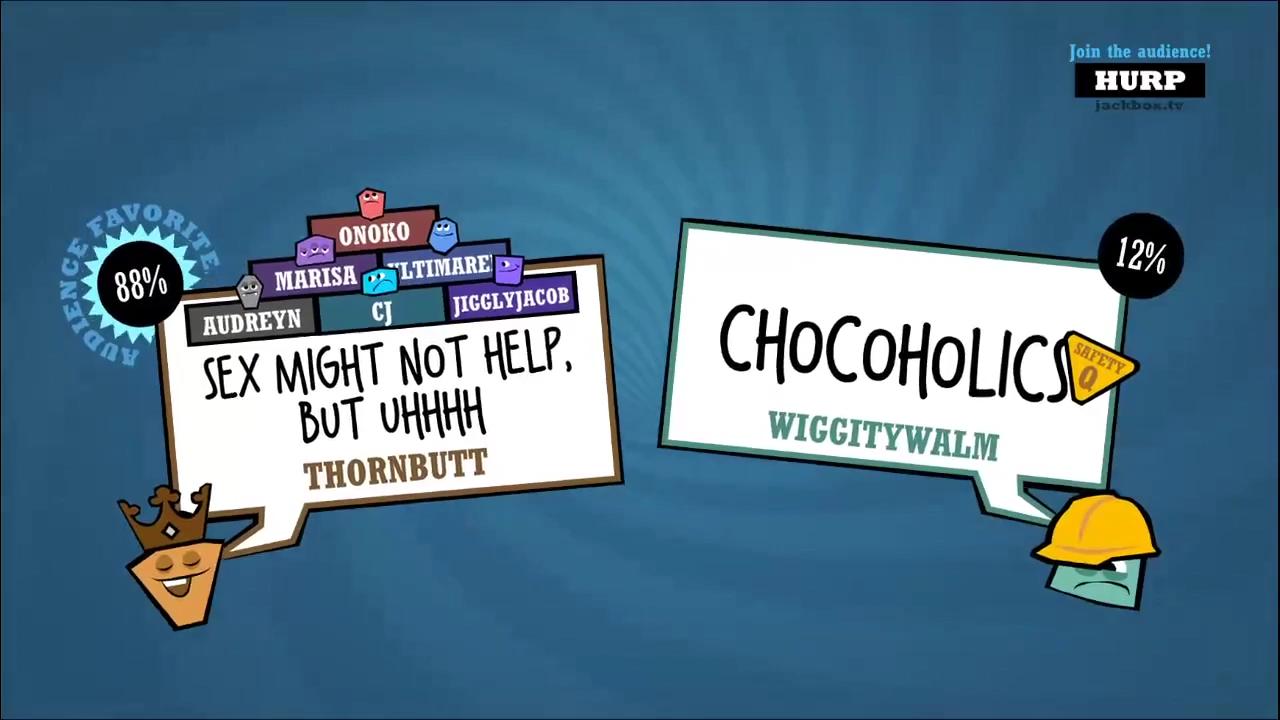 Join the audience!
HURP
jackbox.tv
AUDIENCE FAVORITE
88%
ONOKO
MARISA
ULTIMARE
AUDREYN
CJ
JIGGLYJACOB
SEX MIGHT NOT HELP,
BUT UHHHH
THORNBUTT
12%
CHOCOHOLICS
SAFETY
Q
WIGGITYWALM